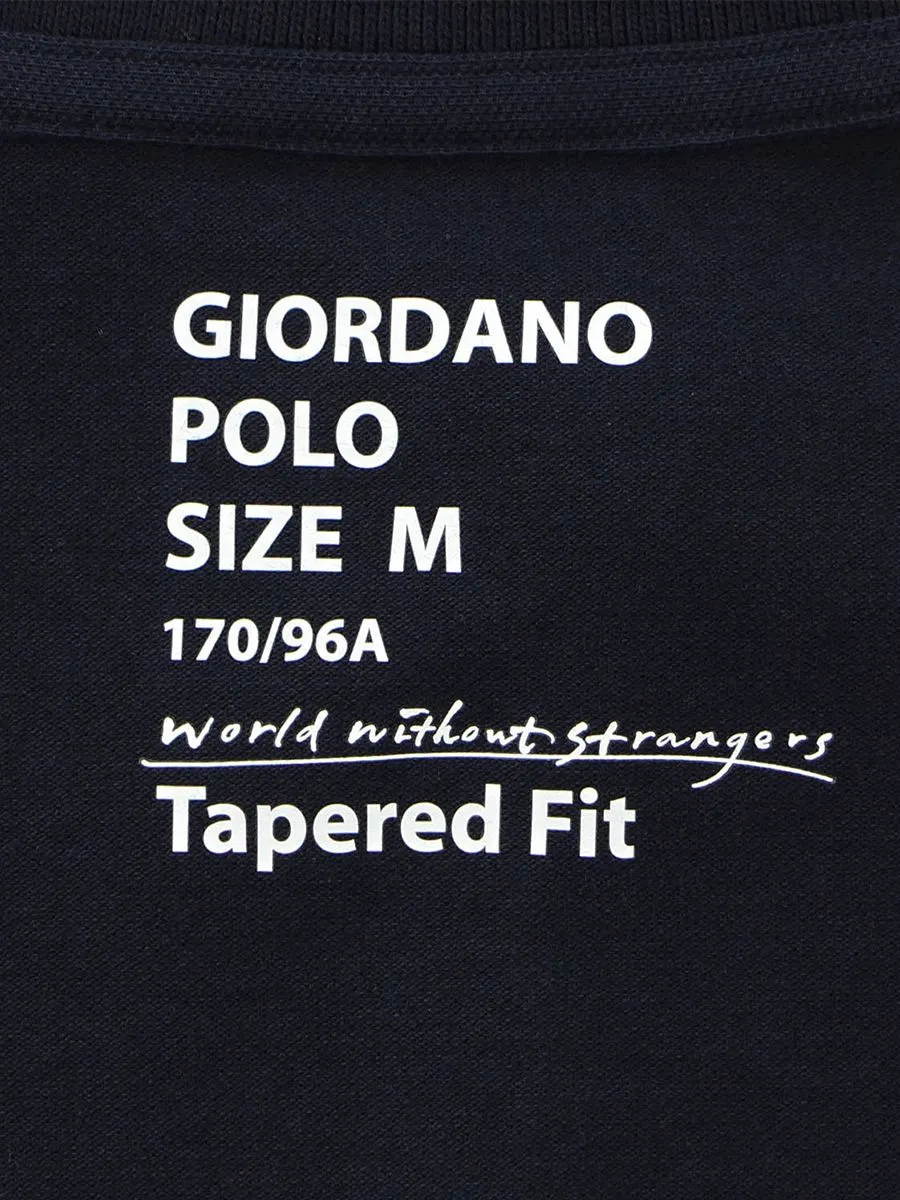 GIORDANO
POLO
SIZE M
170/96A
World without strangers
Tapered Fit